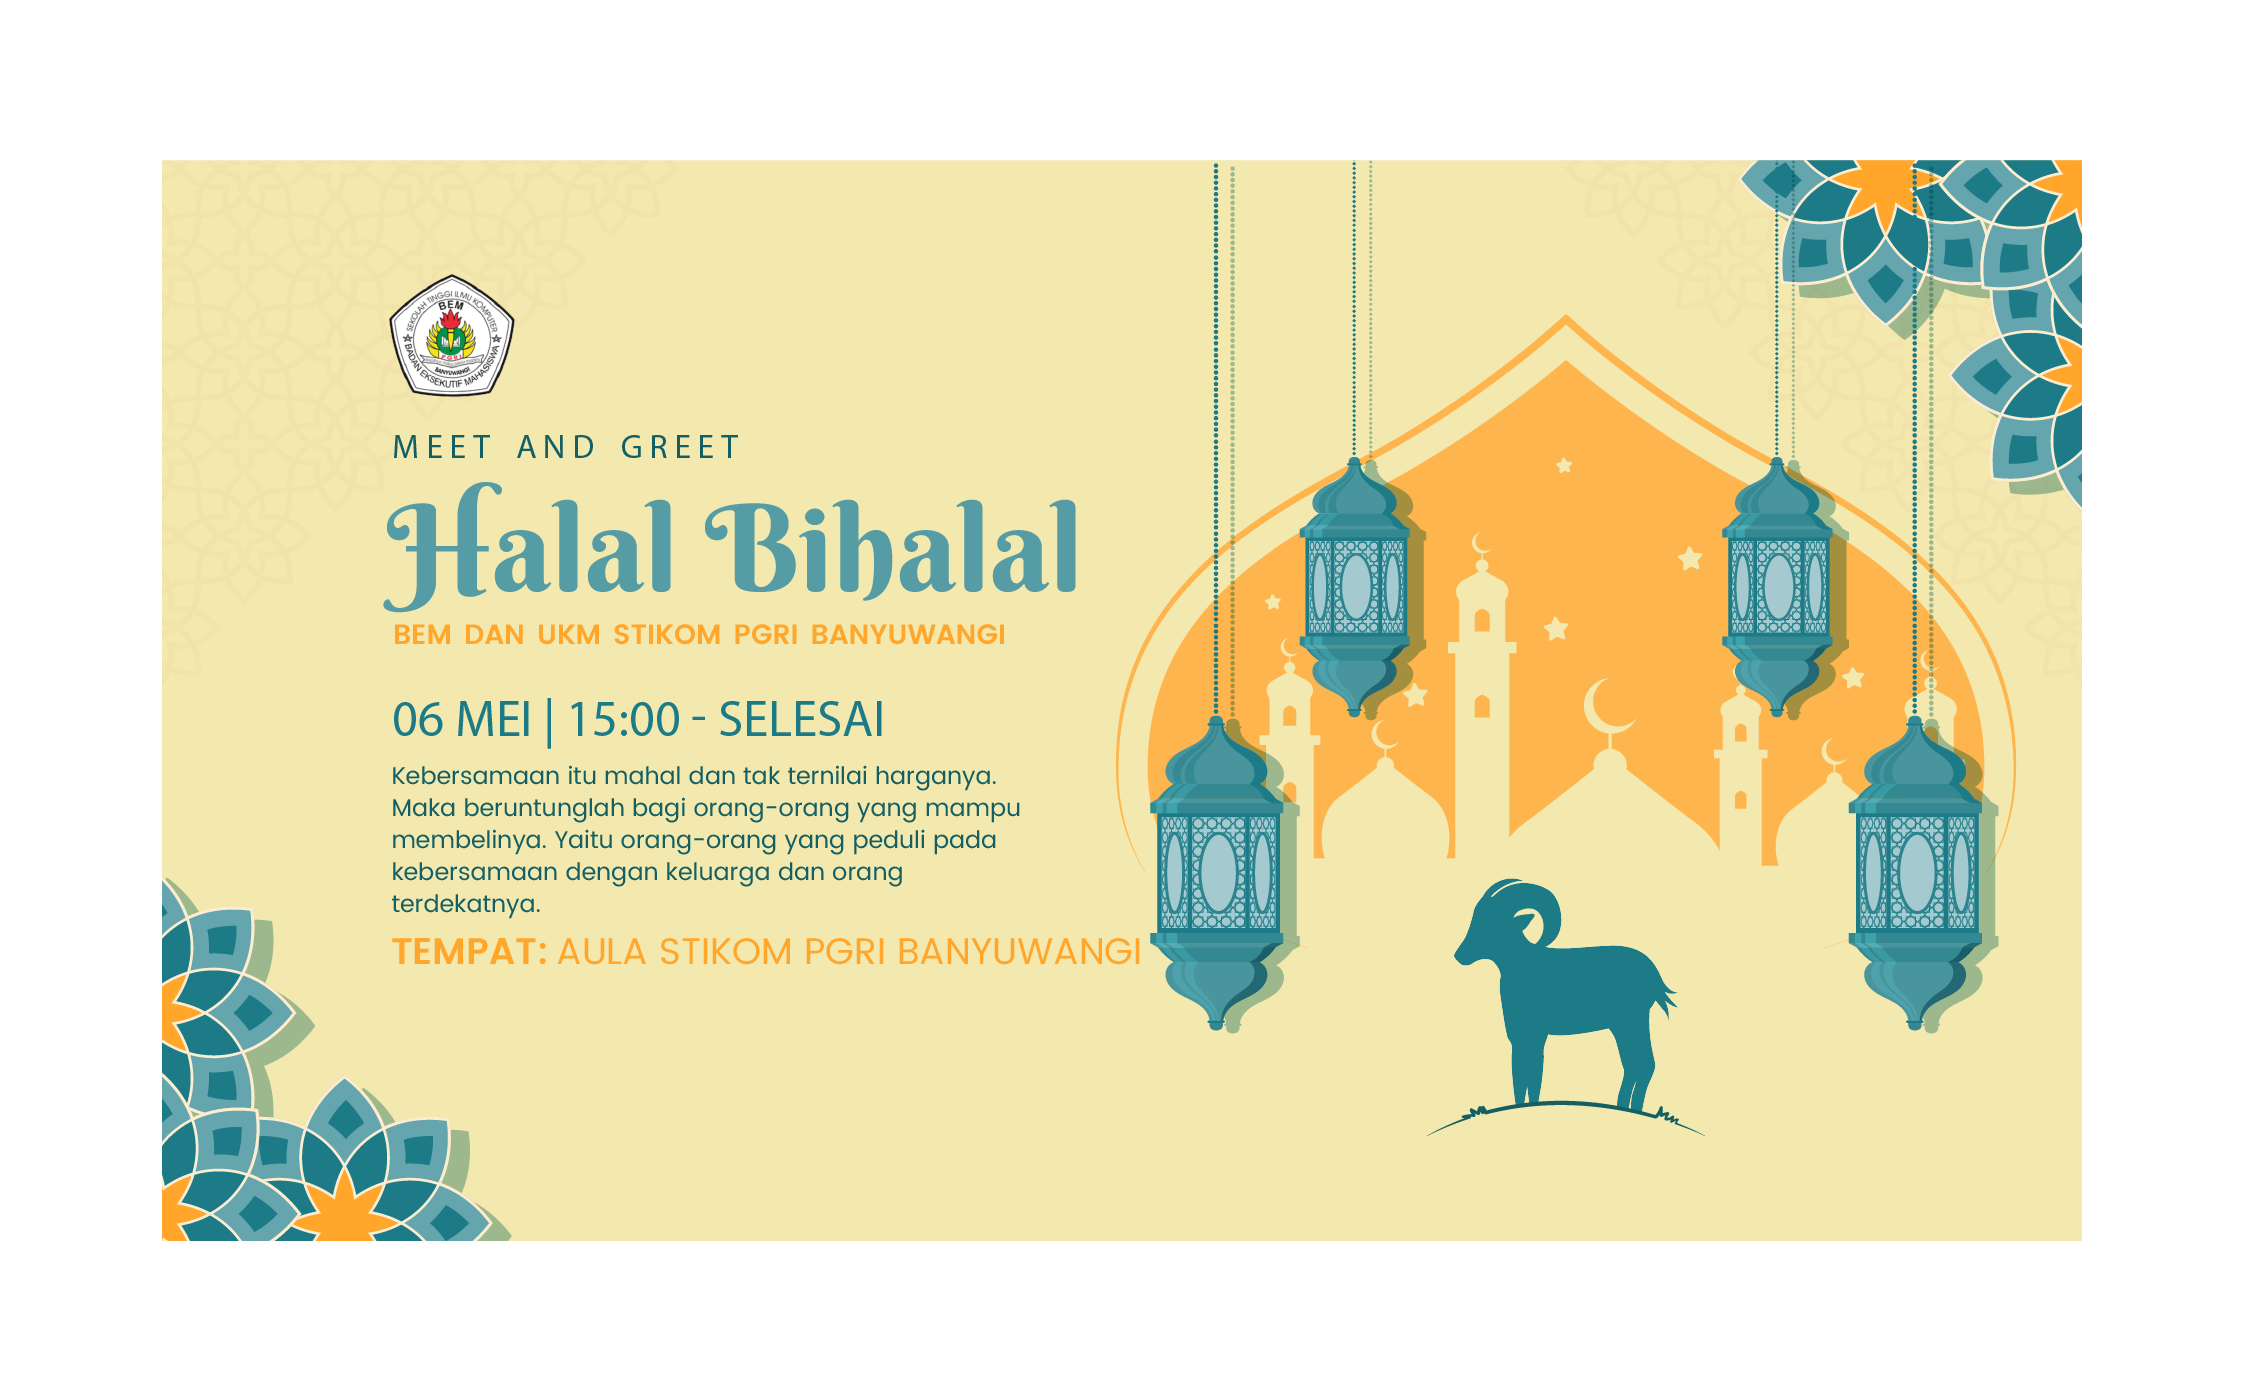 SEKOLAH TINGGI ILMU KOMPUTER
BEM
PGRI
BANYUWANGI
BADAN EKSEKUTIF MAHASISWA
MEET AND GREET
Halal Bihalal
BEM DAN UKM STIKOM PGRI BANYUWANGI
06 MEI | 15:00 - SELESAI
Kebersamaan itu mahal dan tak ternilai harganya.
Maka beruntunglah bagi orang-orang yang mampu
membelinya. Yaitu orang-orang yang peduli pada
kebersamaan dengan keluarga dan orang
terdekatnya.
TEMPAT: AULA STIKOM PGRI BANYUWANGI